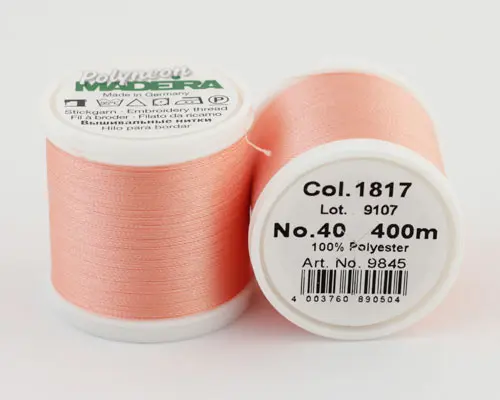 Polyneon
MADEIRA
Made in Germany
Stickgarn - Embroidery thread
Fil à broder - Filato da ricamo
Вышивальные нитки
Hilo para bordar
Col.1817
Lot. 9107
No.40 400m
100% Polyester
Art. No. 9845
4 003760 890504